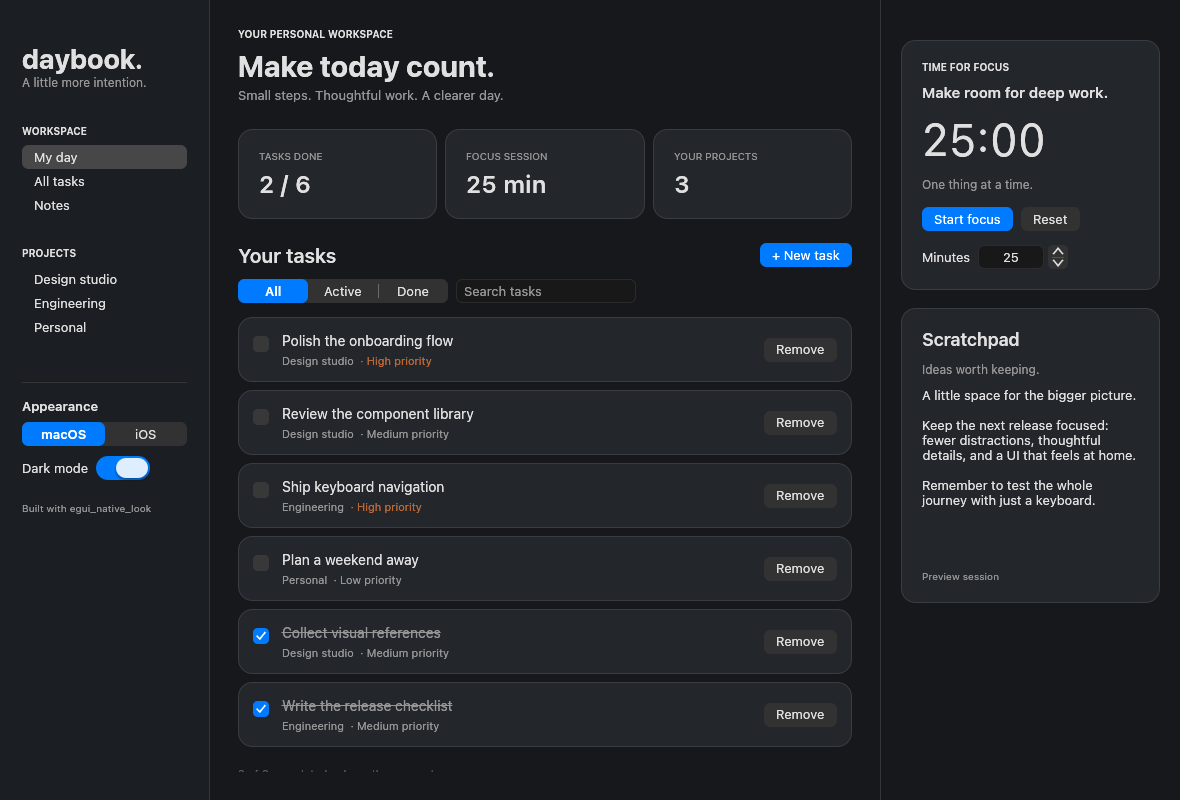 daybook.
A little more intention.
WORKSPACE
My day
All tasks
Notes
PROJECTS
Design studio
Engineering
Personal
Appearance
macOS
iOS
Dark mode
Built with egui_native_look
YOUR PERSONAL WORKSPACE
Make today count.
Small steps. Thoughtful work. A clearer day.
TASKS DONE
2 / 6
FOCUS SESSION
25 min
YOUR PROJECTS
3
Your tasks
+ New task
All
Active
Done
Search tasks
Polish the onboarding flow
Design studio · High priority
Remove
Review the component library
Design studio · Medium priority
Remove
Ship keyboard navigation
Engineering · High priority
Remove
Plan a weekend away
Personal · Low priority
Remove
Collect visual references
Design studio · Medium priority
Remove
Write the release checklist
Engineering · Medium priority
Remove
TIME FOR FOCUS
Make room for deep work.
25:00
One thing at a time.
Start focus
Reset
Minutes
25
Scratchpad
Ideas worth keeping.
A little space for the bigger picture.
Keep the next release focused:
fewer distractions, thoughtful
details, and a UI that feels at home.
Remember to test the whole
journey with just a keyboard.
Preview session